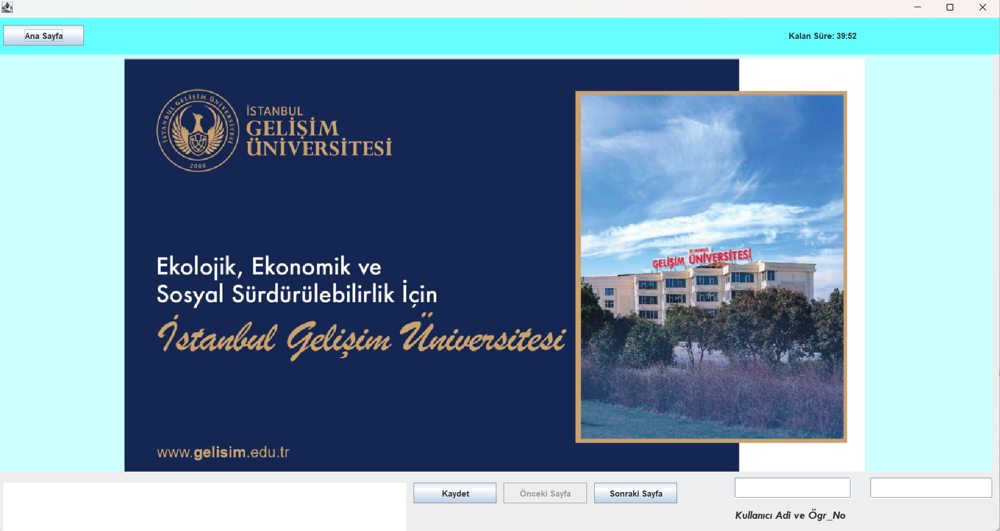 Ana Sayfa
Kalan Süre: 39:52
İSTANBUL GELİŞİM ÜNİVERSİTESİ
2008
İSTANBUL
GELİŞİM
ÜNİVERSİTESİ
İSTANBUL
GELİŞİM ÜNİVERSİTESİ
Ekolojik, Ekonomik ve
Sosyal Sürdürülebilirlik İçin
İstanbul Gelişim Üniversitesi
www.gelisim.edu.tr
Kaydet
Önceki Sayfa
Sonraki Sayfa
Kullanıcı Adi ve Ögr_No